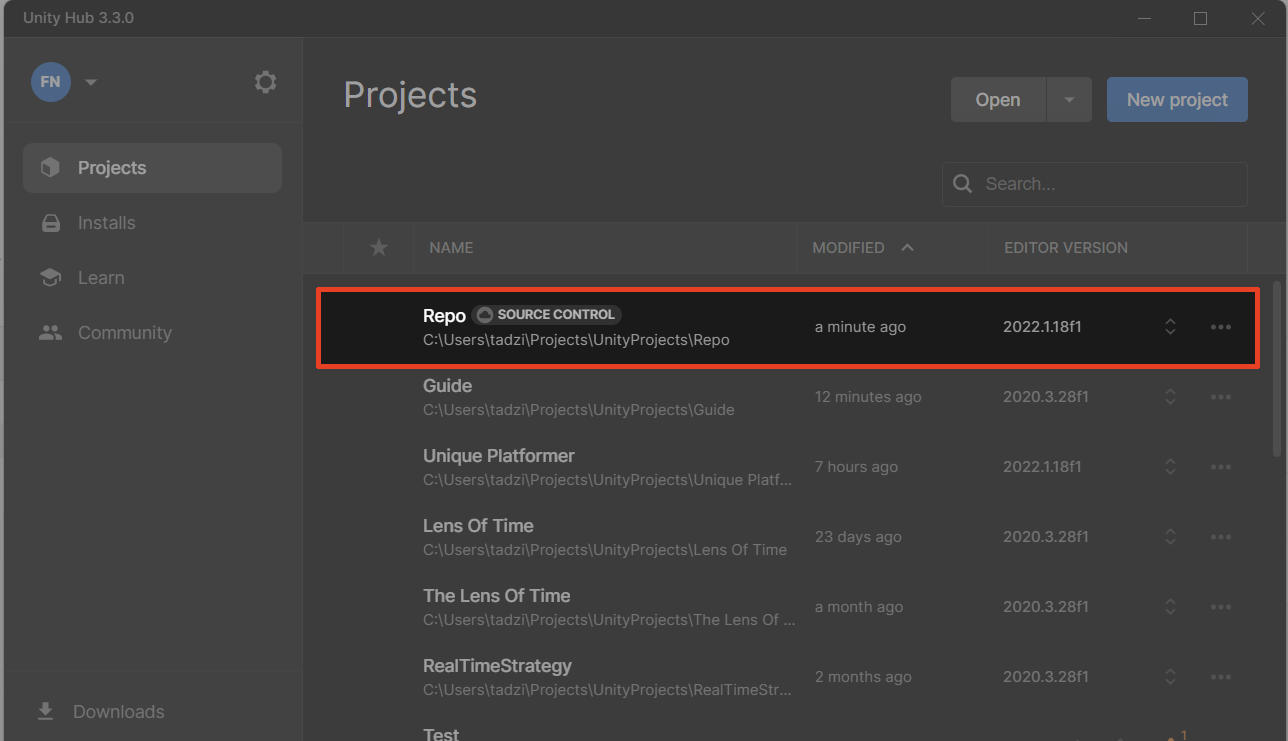 Unity Hub 3.3.0
FN
Projects
Installs
Learn
Community
Downloads
Projects
Open
New project
Search...
NAME MODIFIED EDITOR VERSION
Repo SOURCE CONTROL
C:\Users\tadzi\Projects\UnityProjects\Repo
a minute ago 2022.1.18f1
Guide
C:\Users\tadzi\Projects\UnityProjects\Guide
12 minutes ago 2020.3.28f1
Unique Platformer
C:\Users\tadzi\Projects\UnityProjects\Unique Platf...
7 hours ago 2022.1.18f1
Lens Of Time
C:\Users\tadzi\Projects\UnityProjects\Lens Of Time
23 days ago 2020.3.28f1
The Lens Of Time
C:\Users\tadzi\Projects\UnityProjects\The Lens Of ...
a month ago 2020.3.28f1
RealTimeStrategy
C:\Users\tadzi\Projects\UnityProjects\RealTimeStr...
2 months ago 2020.3.28f1
Test
1